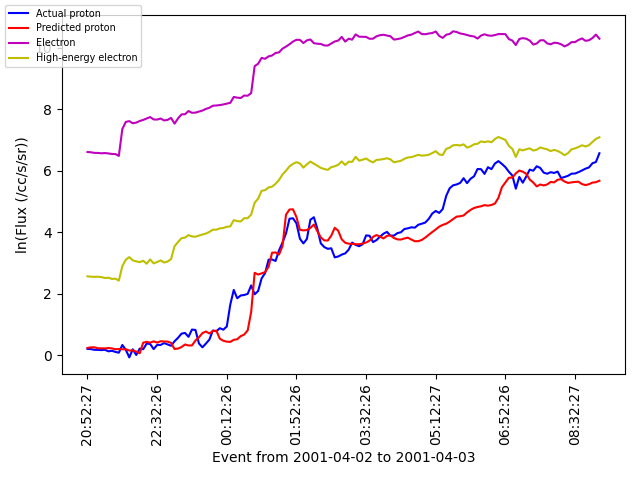 Actual proton
Predicted proton
Electron
High-energy electron
10
8
6
4
2
0
ln(Flux (/cc/s/sr))
20:52:27
22:32:26
00:12:26
01:52:26
03:32:26
05:12:27
06:52:26
08:32:27
Event from 2001-04-02 to 2001-04-03